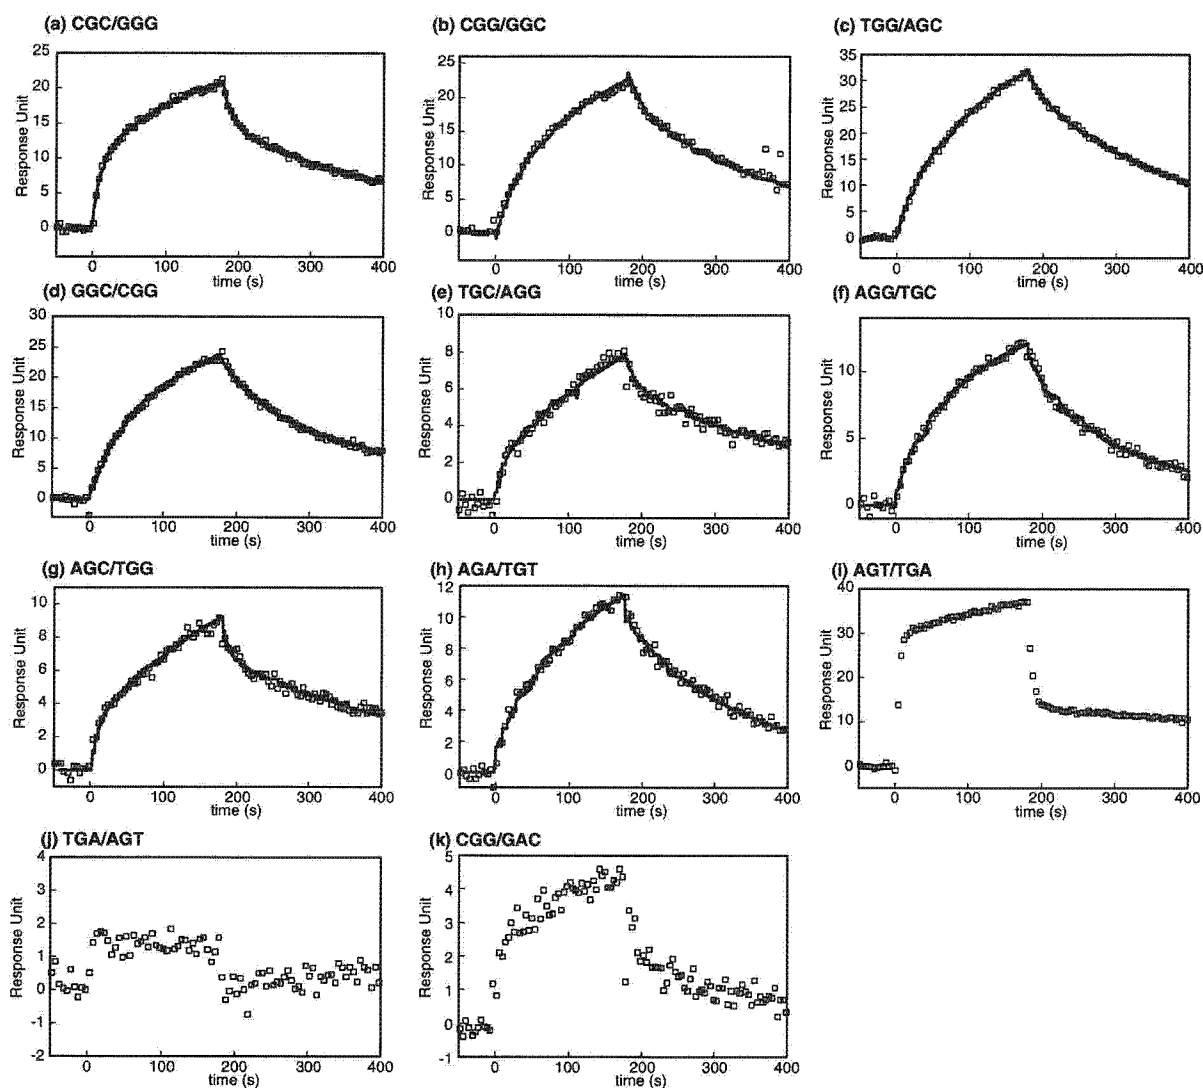 (a) CGC/GGG
(b) CGG/GGC
(c) TGG/AGC
Response Unit
25
20
15
10
5
0
0 100 200 300 400
time (s)
Response Unit
25
20
15
10
5
0
0 100 200 300 400
time (s)
Response Unit
35
30
25
20
15
10
5
0
0 100 200 300 400
time (s)
(d) GGC/CGG
(e) TGC/AGG
(f) AGG/TGC
Response Unit
30
25
20
15
10
5
0
0 100 200 300 400
time (s)
Response Unit
10
8
6
4
2
0
0 100 200 300 400
time (s)
Response Unit
10
5
0
0 100 200 300 400
time (s)
(g) AGC/TGG
(h) AGA/TGT
(i) AGT/TGA
Response Unit
10
8
6
4
2
0
0 100 200 300 400
time (s)
Response Unit
12
10
8
6
4
2
0
0 100 200 300 400
time (s)
Response Unit
40
30
20
10
0
0 100 200 300 400
time (s)
(j) TGA/AGT
(k) CGG/GAC
Response Unit
4
3
2
1
0
-1
-2
0 100 200 300 400
time (s)
Response Unit
5
4
3
2
1
0
-1
0 100 200 300 400
time (s)